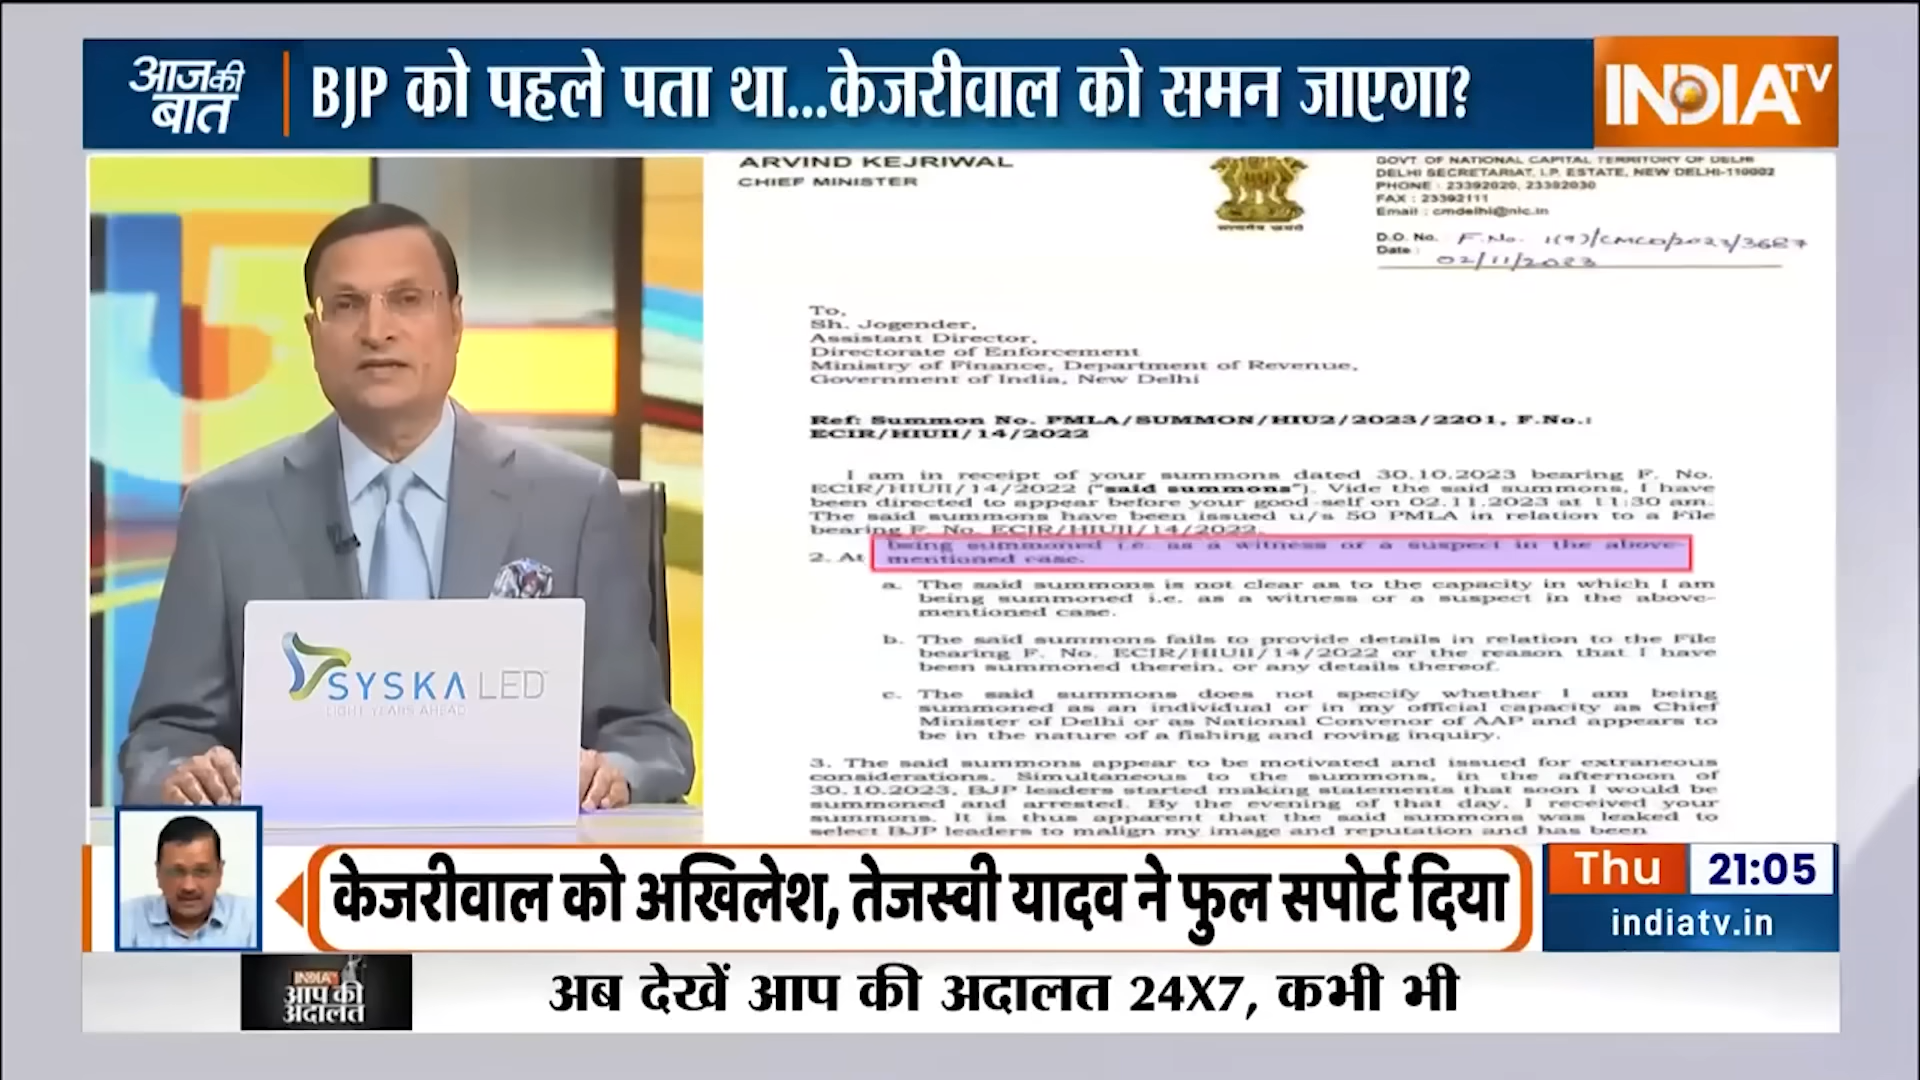 आज की
बात
BJP को पहले पता था...केजरीवाल को समन जाएगा?
INDIA TV
ARVIND KEJRIWAL
CHIEF MINISTER
सत्यमेव जयते
GOVT. OF NATIONAL CAPITAL TERRITORY OF DELHI
DELHI SECRETARIAT, I.P. ESTATE, NEW DELHI-110002
PHONE : 23392020, 23392030
FAX : 23392111
Email : cmdelhi@nic.in
D.O. No. F.No. 1(9)/CMCO/2023/3687
Date : 02/11/2023
To,
Sh. Jogender,
Assistant Director,
Directorate of Enforcement
Ministry of Finance, Department of Revenue,
Government of India, New Delhi
Ref: Summon No. PMLA/SUMMON/HIU2/2023/2201, F.No.:
ECIR/HIUII/14/2022
I am in receipt of your summons dated 30.10.2023 bearing F. No.
ECIR/HIUII/14/2022 ("said summons"). Vide the said summons, I have
been directed to appear before your good-self on 02.11.2023 at 11:30 am.
The said summons have been issued u/s 50 PMLA in relation to a File
bearing F. No. ECIR/HIUII/14/2022.
being summoned i.e. as a witness or a suspect in the above-
mentioned case.
2. At
a. The said summons is not clear as to the capacity in which I am
being summoned i.e. as a witness or a suspect in the above-
mentioned case.
b. The said summons fails to provide details in relation to the File
bearing F. No. ECIR/HIUII/14/2022 or the reason that I have
been summoned therein, or any details thereof.
c. The said summons does not specify whether I am being
summoned as an individual or in my official capacity as Chief
Minister of Delhi or as National Convenor of AAP and appears to
be in the nature of a fishing and roving inquiry.
3. The said summons appear to be motivated and issued for extraneous
considerations. Simultaneous to the summons, in the afternoon of
30.10.2023, BJP leaders started making statements that soon I would be
summoned and arrested. By the evening of that day, I received your
summons. It is thus apparent that the said summons was leaked to
select BJP leaders to malign my image and reputation and has been
SYSKA LED
LIGHT YEARS AHEAD
केजरीवाल को अखिलेश, तेजस्वी यादव ने फुल सपोर्ट दिया
Thu 21:05
indiatv.in
INDIA TV
आप की
अदालत
अब देखें आप की अदालत 24X7, कभी भी